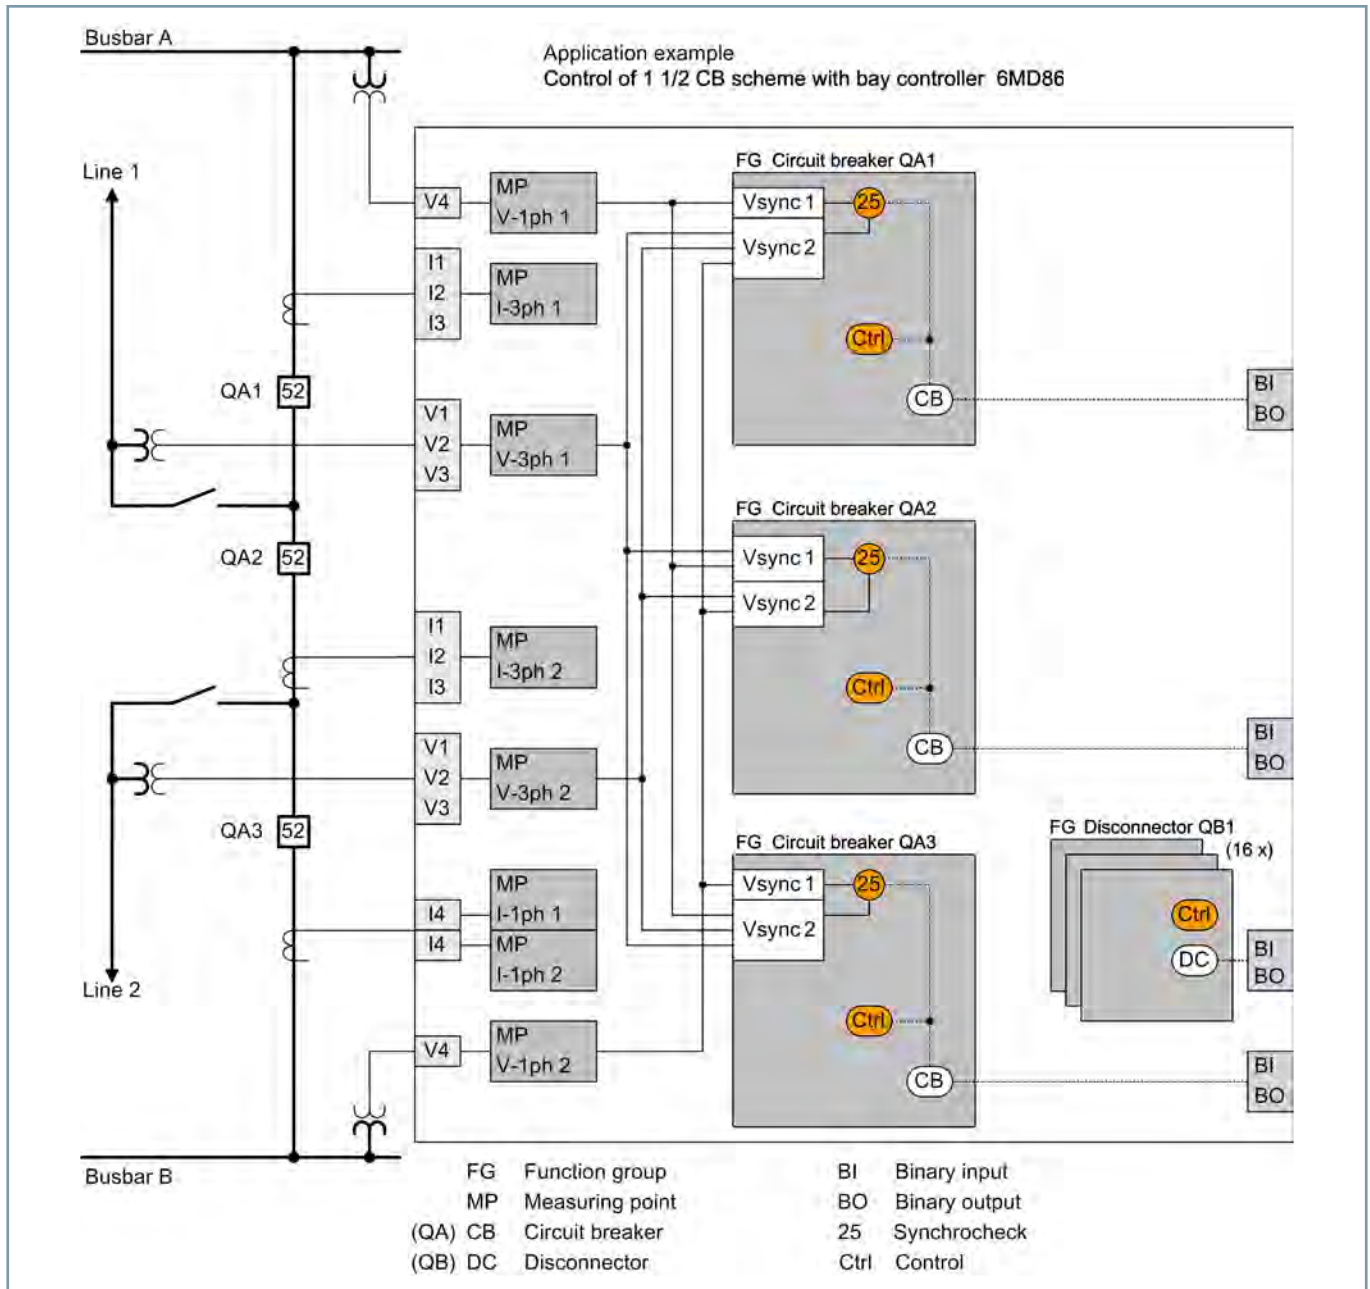 Busbar A
Application example
Control of 1 1/2 CB scheme with bay controller 6MD86
Line 1
V4
MP
V-1ph 1
I1
I2
I3
MP
I-3ph 1
QA1
52
V1
V2
V3
MP
V-3ph 1
QA2
52
I1
I2
I3
MP
I-3ph 2
V1
V2
V3
MP
V-3ph 2
QA3
52
I4
MP
I-1ph 1
I4
MP
I-1ph 2
Line 2
V4
MP
V-1ph 2
Busbar B
FG Circuit breaker QA1
Vsync 1
25
Vsync 2
Ctrl
CB
BI
BO
FG Circuit breaker QA2
Vsync 1
25
Vsync 2
Ctrl
CB
BI
BO
FG Circuit breaker QA3
Vsync 1
25
Vsync 2
Ctrl
CB
BI
BO
FG Disconnector QB1
(16 x)
Ctrl
DC
BI
BO
FG Function group
MP Measuring point
(QA) CB Circuit breaker
(QB) DC Disconnector
BI Binary input
BO Binary output
25 Synchrocheck
Ctrl Control